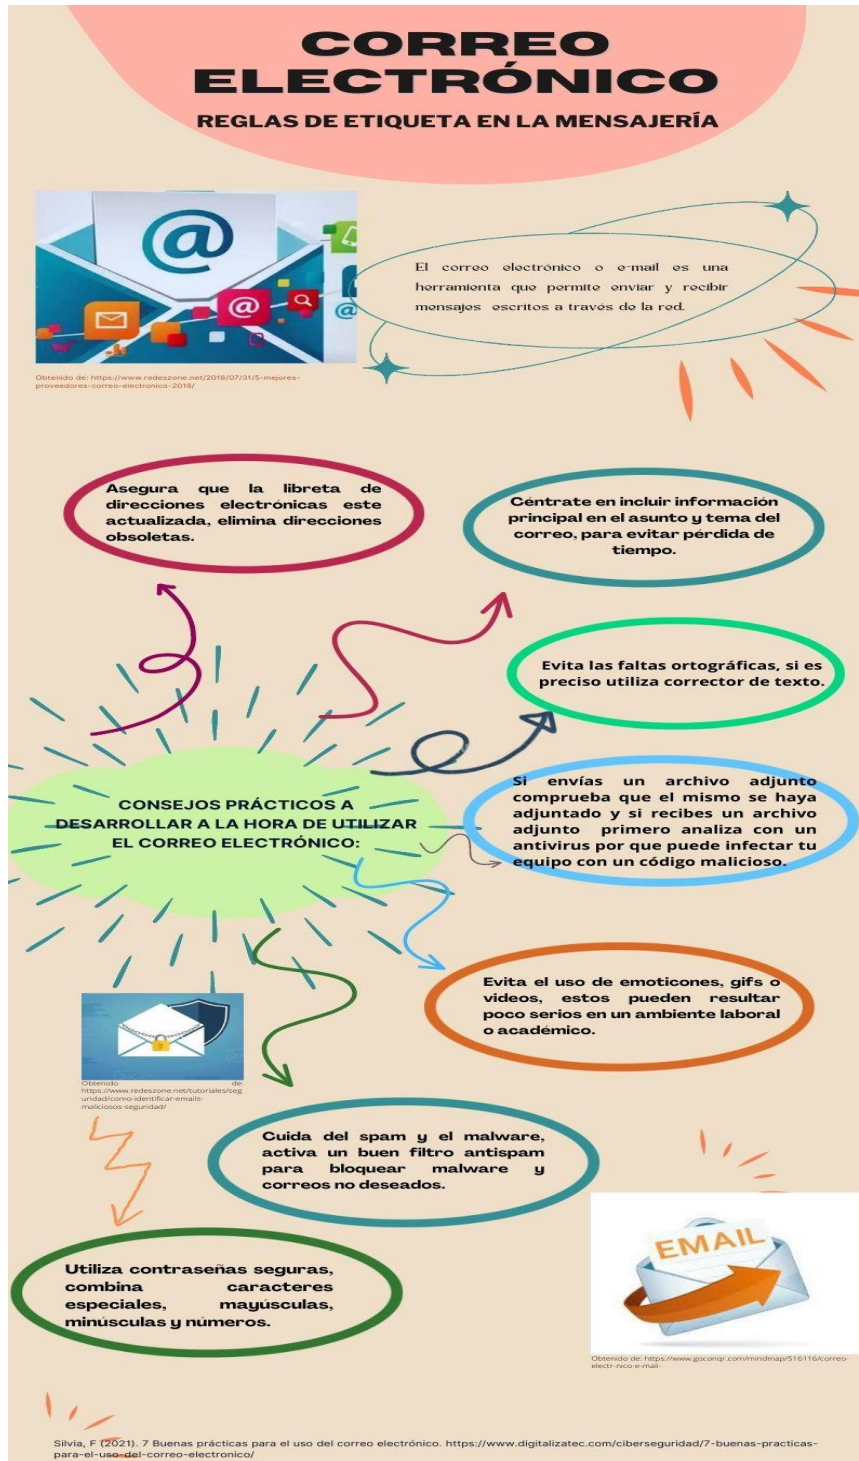 CORREO
ELECTRÓNICO
REGLAS DE ETIQUETA EN LA MENSAJERÍA
El correo electrónico o e-mail es una
herramienta que permite enviar y recibir
mensajes escritos a través de la red.
Obtenido de: https://www.redeszone.net/2018/07/31/5-mejores-
proveedores-correo-electronico-2018/
Asegura que la libreta de
direcciones electrónicas este
actualizada, elimina direcciones
obsoletas.
Céntrate en incluir información
principal en el asunto y tema del
correo, para evitar pérdida de
tiempo.
Evita las faltas ortográficas, si es
preciso utiliza corrector de texto.
CONSEJOS PRÁCTICOS A
DESARROLLAR A LA HORA DE UTILIZAR
EL CORREO ELECTRÓNICO:
Si envías un archivo adjunto
comprueba que el mismo se haya
adjuntado y si recibes un archivo
adjunto primero analiza con un
antivirus por que puede infectar tu
equipo con un código malicioso.
Evita el uso de emoticones, gifs o
videos, estos pueden resultar
poco serios en un ambiente laboral
o académico.
Obtenido de:
https://www.redeszone.net/tutoriales/seg
uridad/como-identificar-emails-
maliciosos-seguridad/
Cuida del spam y el malware,
activa un buen filtro antispam
para bloquear malware y
correos no deseados.
Utiliza contraseñas seguras,
combina caracteres
especiales, mayúsculas,
minúsculas y números.
EMAIL
Obtenido de: https://www.goconqr.com/mindmap/516116/correo-
electr-nico-e-mail-
Silvia, F (2021). 7 Buenas prácticas para el uso del correo electrónico. https://www.digitalizatec.com/ciberseguridad/7-buenas-practicas-
para-el-uso-del-correo-electronico/